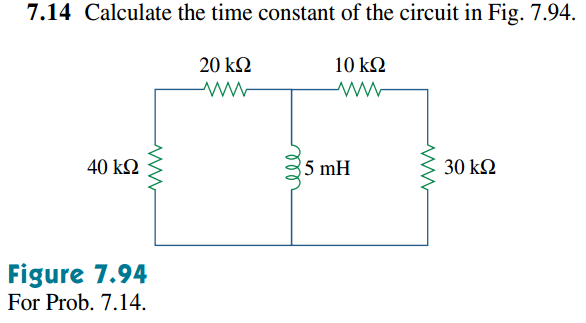 7.14 Calculate the time constant of the circuit in Fig. 7.94.
20 kΩ 10 kΩ
40 kΩ 5 mH 30 kΩ
Figure 7.94
For Prob. 7.14.